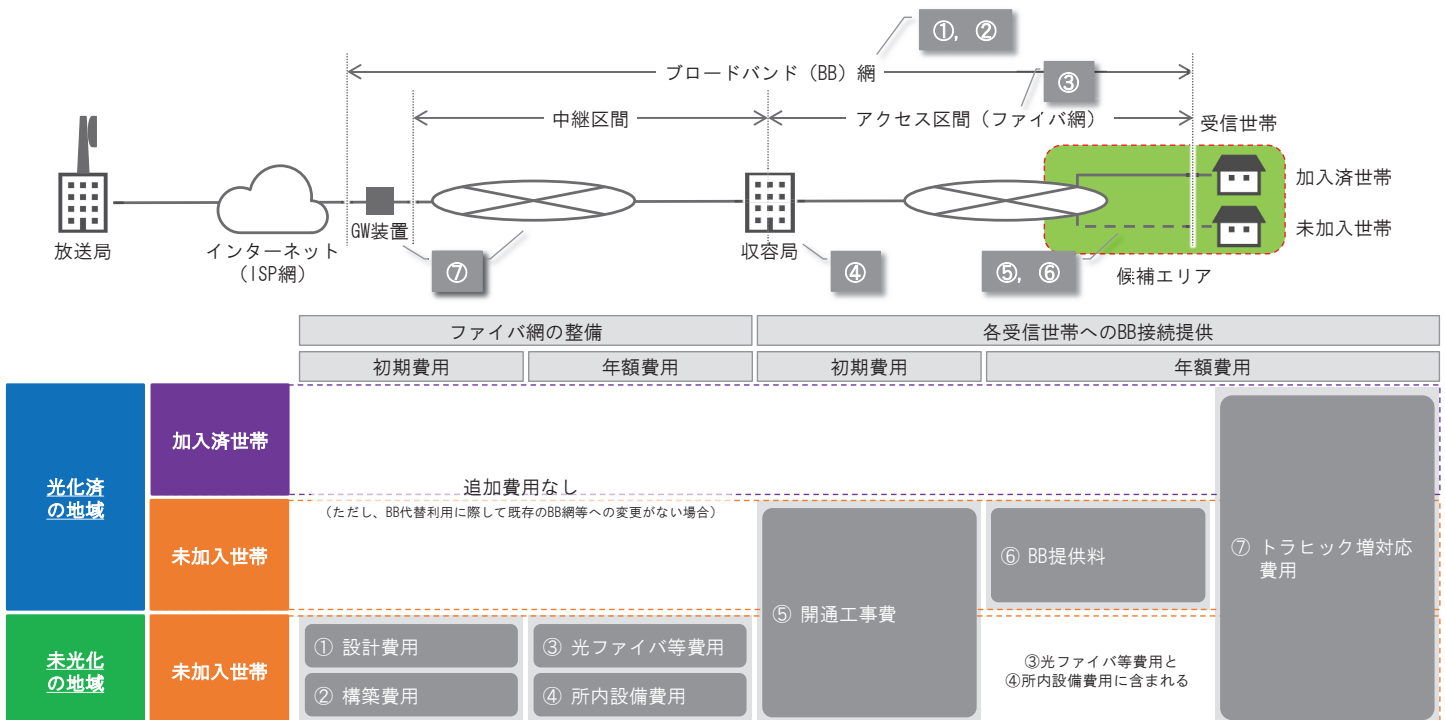 ①, ②
ブロードバンド（BB）網
③
中継区間
アクセス区間（ファイバ網）
受信世帯
加入済世帯
未加入世帯
放送局
インターネット
（ISP網）
GW装置
⑦
収容局
④
⑤, ⑥
候補エリア
ファイバ網の整備
各受信世帯へのBB接続提供
初期費用
年額費用
初期費用
年額費用
光化済
の地域
加入済世帯
追加費用なし
（ただし、BB代替利用に際して既存のBB網等への変更がない場合）
未加入世帯
⑤ 開通工事費
⑥ BB提供料
⑦ トラヒック増対応
費用
未光化
の地域
未加入世帯
① 設計費用
② 構築費用
③ 光ファイバ等費用
④ 所内設備費用
③光ファイバ等費用と
④所内設備費用に含まれる